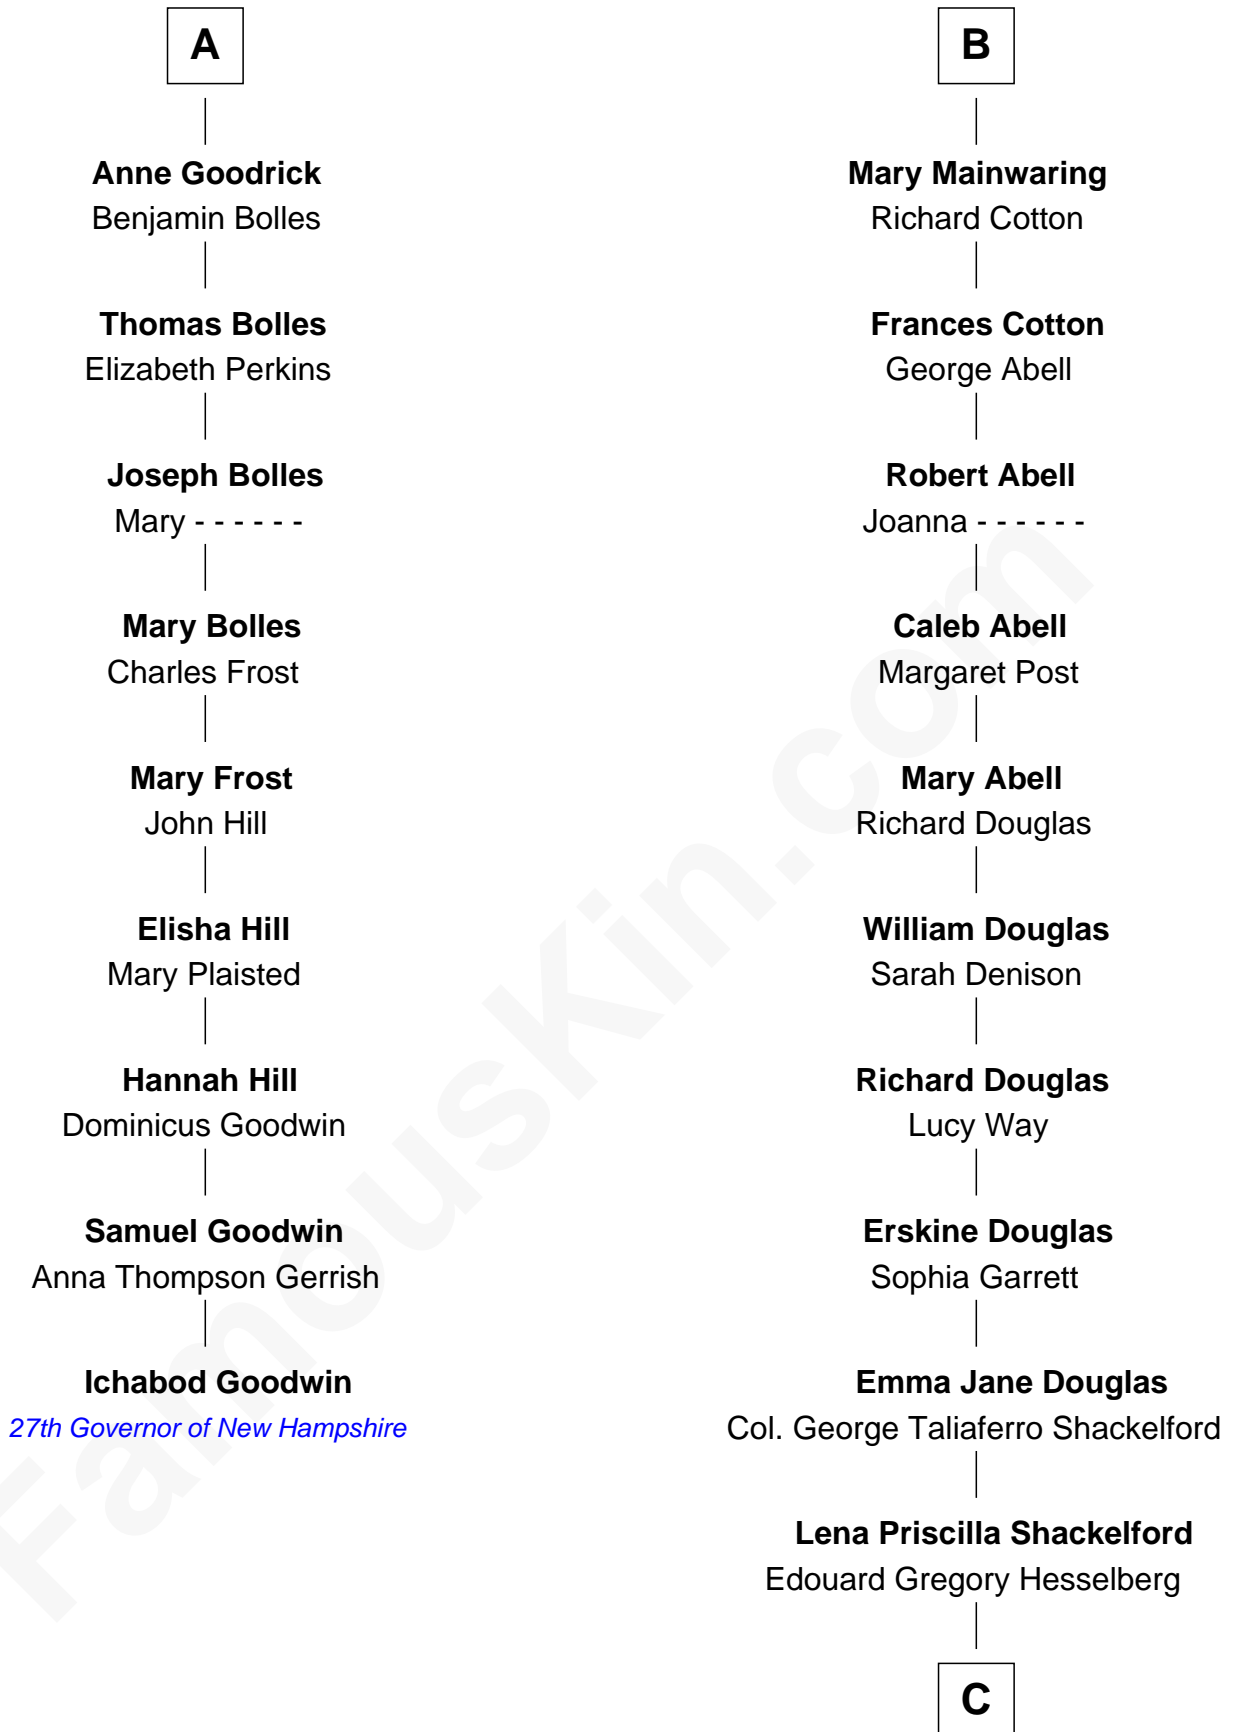 A
Anne Goodrick
Benjamin Bolles
Thomas Bolles
Elizabeth Perkins
Joseph Bolles
Mary - - - - - -
Mary Bolles
Charles Frost
Mary Frost
John Hill
Elisha Hill
Mary Plaisted
Hannah Hill
Dominicus Goodwin
Samuel Goodwin
Anna Thompson Gerrish
Ichabod Goodwin
27th Governor of New Hampshire
B
Mary Mainwaring
Richard Cotton
Frances Cotton
George Abell
Robert Abell
Joanna - - - - - -
Caleb Abell
Margaret Post
Mary Abell
Richard Douglas
William Douglas
Sarah Denison
Richard Douglas
Lucy Way
Erskine Douglas
Sophia Garrett
Emma Jane Douglas
Col. George Taliaferro Shackelford
Lena Priscilla Shackelford
Edouard Gregory Hesselberg
C
FamousKin.com